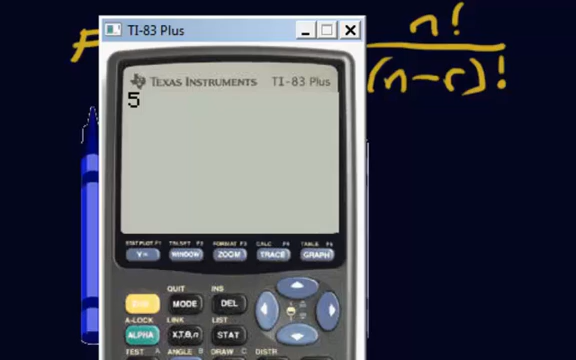 TI-83 Plus
n!
(n-r)!
TEXAS INSTRUMENTS TI-83 Plus
5
STAT PLOT F1 TBLSET F2 FORMAT F3 CALC F4 TABLE F5
Y= WINDOW ZOOM TRACE GRAPH
QUIT INS
2ND MODE DEL
A-LOCK LINK LIST
ALPHA X,T,θ,n STAT
TEST A ANGLE B DRAW C DISTR